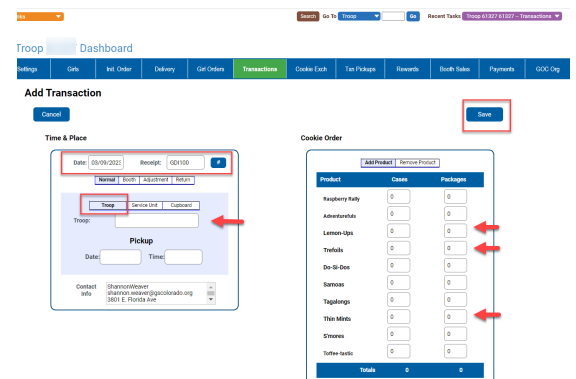 Search Go To Troop Go Recent Tasks Troop 61327 61327 – Transactions
Troop Dashboard
Settings Girls Init. Order Delivery Girl Orders Transactions Cookie Exch Txn Pickups Rewards Booth Sales Payments GOC Org
Add Transaction
Cancel Save
Time & Place Cookie Order
Date: 03/09/202 Receipt: GDI100 #
Normal Booth Adjustment Return
Troop Service Unit Cupboard
Troop:
Pickup
Date: Time:
Contact Info
ShannonWeaver
shannon.weaver@gscolorado.org
3801 E. Florida Ave
Add Product Remove Product
Product Cases Packages
Raspberry Rally 0 0
Adventurefuls 0 0
Lemon-Ups 0 0
Trefoils 0 0
Do-Si-Dos 0 0
Samoas 0 0
Tagalongs 0 0
Thin Mints 0 0
S'mores 0 0
Toffee-tastic 0 0
Totals 0 0